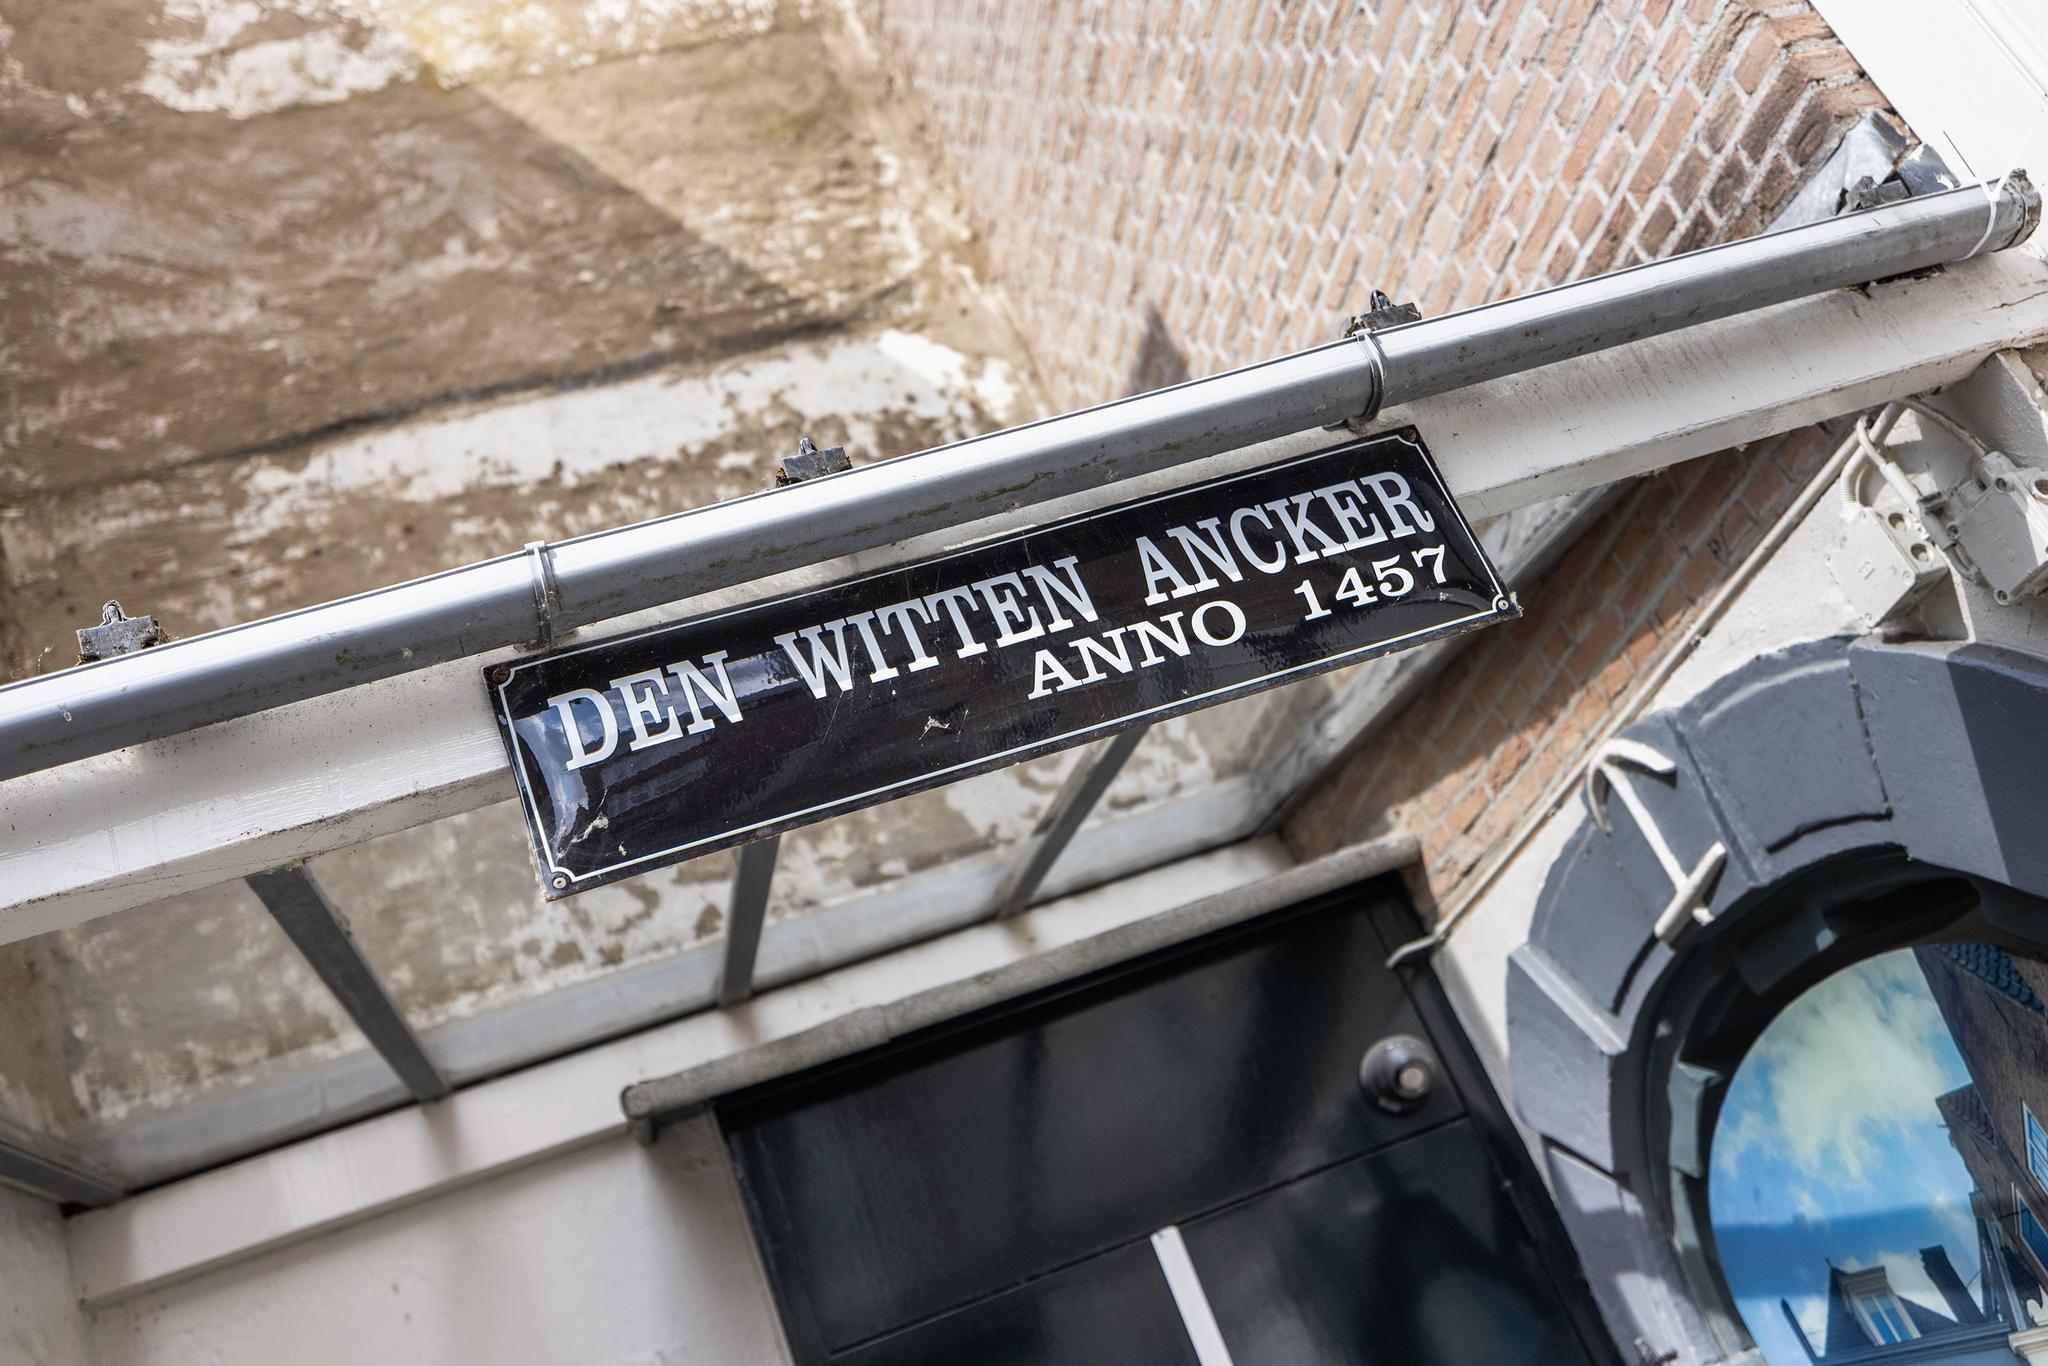 DEN WITTEN ANCKER
ANNO 1457